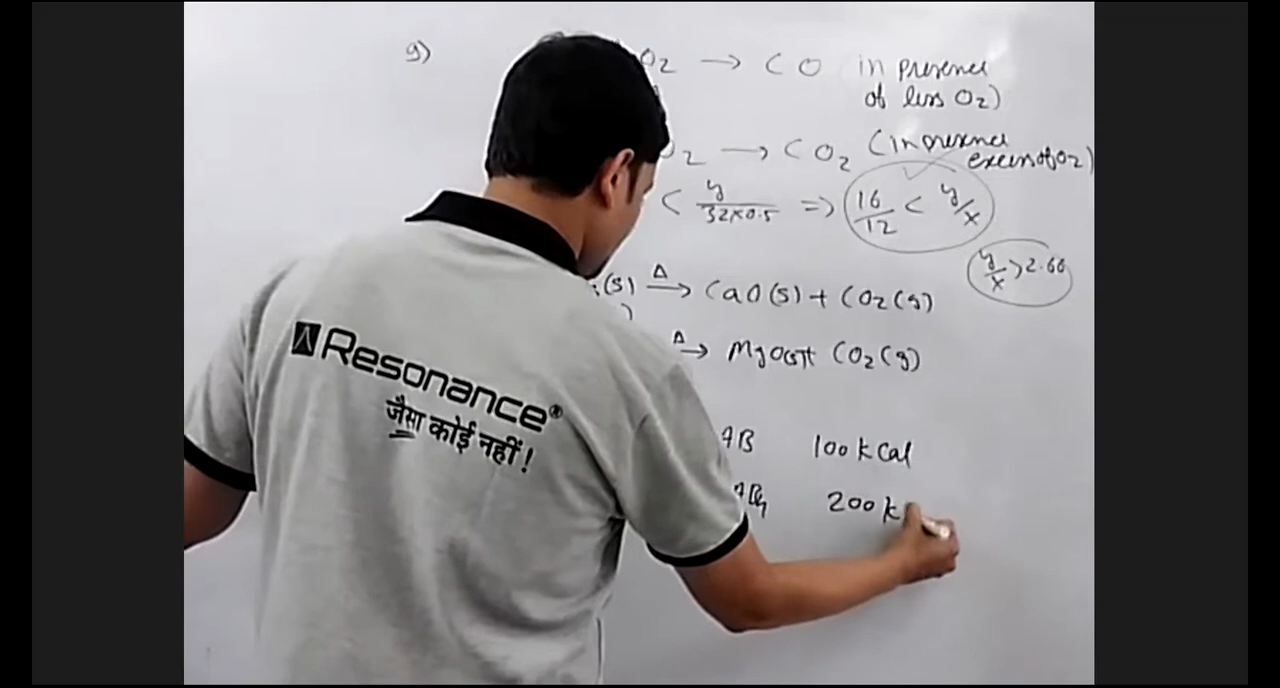 9) O2 → CO in presence
of less O2)
O2 → CO2 (in presence
excess of O2)
< y/32×0.5 => 16/12 < y/x
y/x > 2.66
(s) Δ→ CaO(s) + CO2(g)
)
Δ→ MgO(s)+ CO2(g)
AB 100 kCal
200 k
Resonance®
जैसा कोई नहीं !